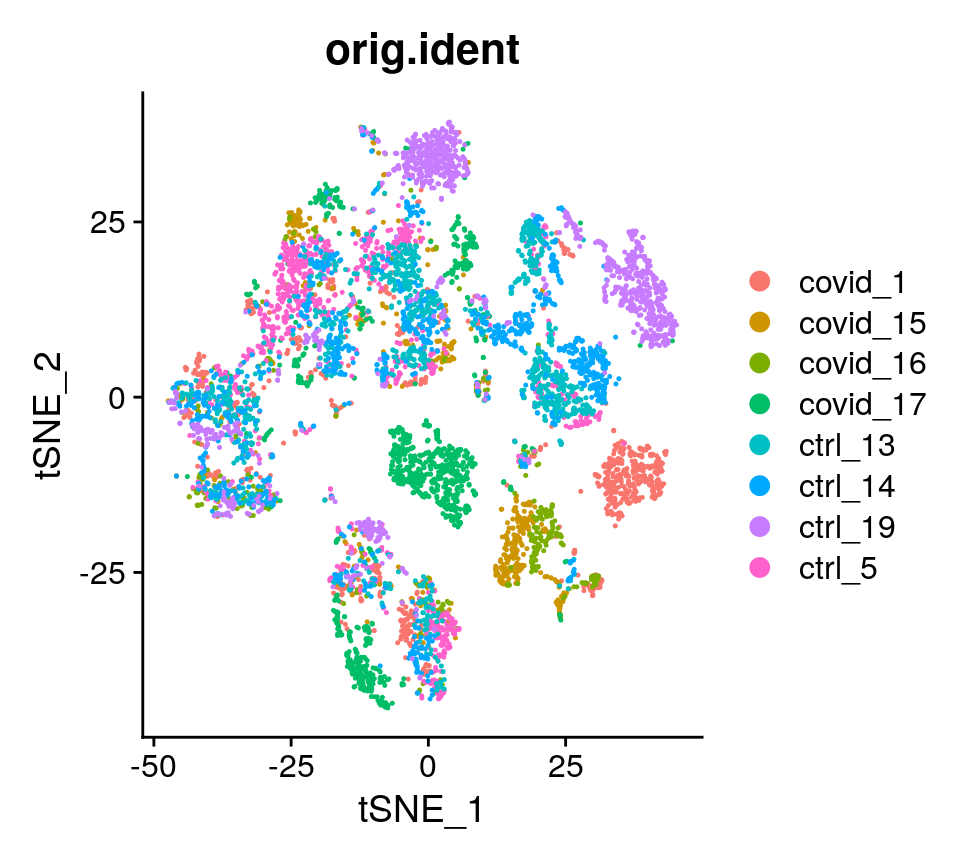 orig.ident
tSNE_2
25
0
-25
-50
-25
0
25
tSNE_1
covid_1
covid_15
covid_16
covid_17
ctrl_13
ctrl_14
ctrl_19
ctrl_5